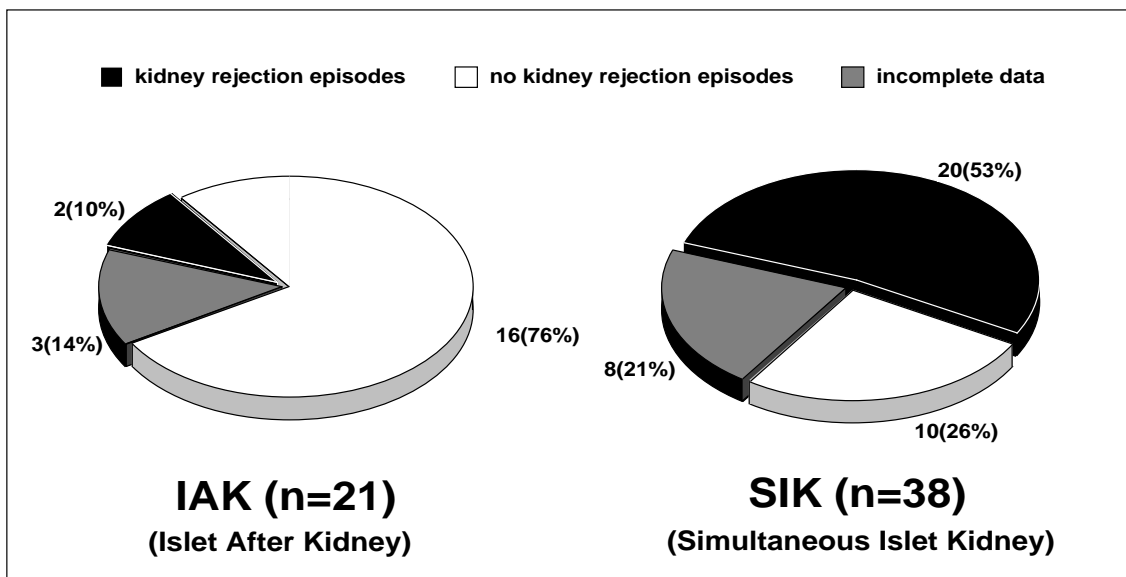 kidney rejection episodes no kidney rejection episodes incomplete data
2(10%)
3(14%)
16(76%)
20(53%)
8(21%)
10(26%)
IAK (n=21)
(Islet After Kidney)
SIK (n=38)
(Simultaneous Islet Kidney)